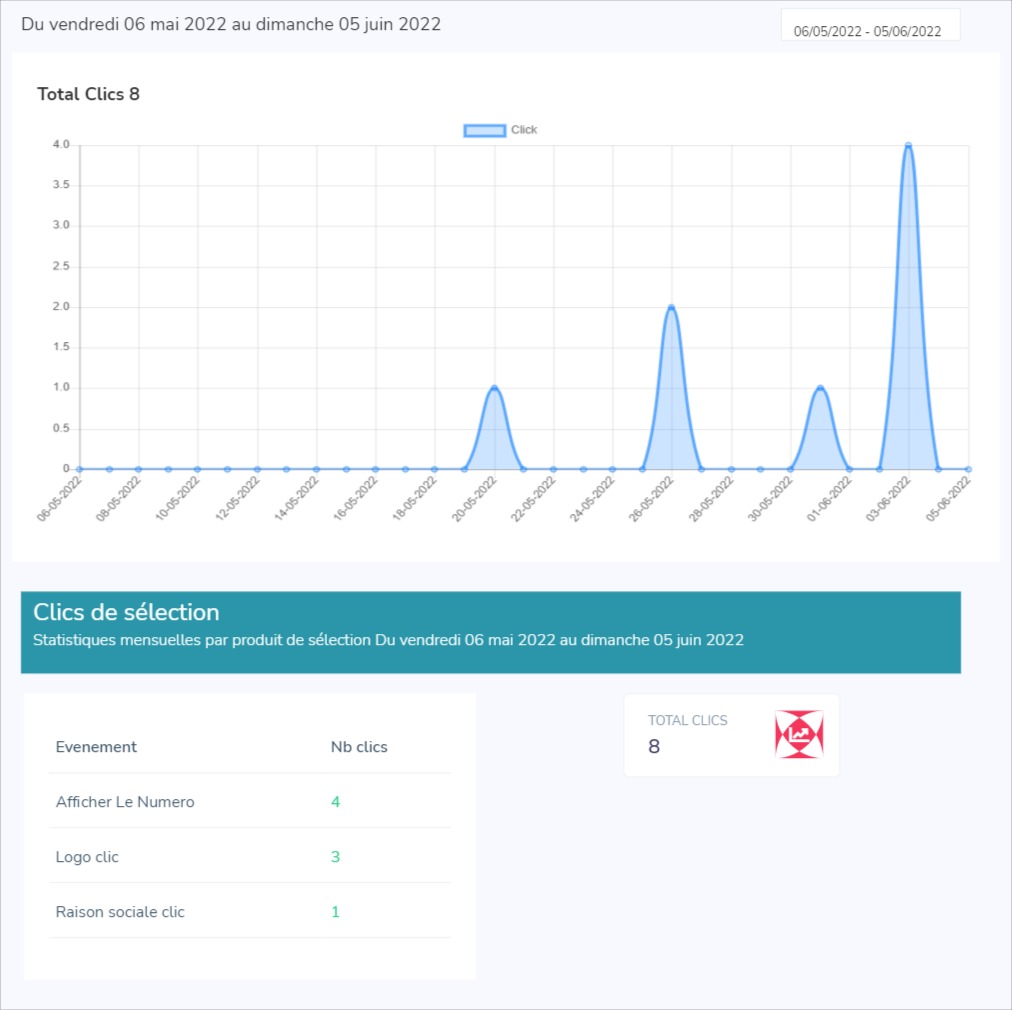 Du vendredi 06 mai 2022 au dimanche 05 juin 2022
06/05/2022 - 05/06/2022
Total Clics 8
Click
4.0
3.5
3.0
2.5
2.0
1.5
1.0
0.5
0
06-05-2022
08-05-2022
10-05-2022
12-05-2022
14-05-2022
16-05-2022
18-05-2022
20-05-2022
22-05-2022
24-05-2022
26-05-2022
28-05-2022
30-05-2022
01-06-2022
03-06-2022
05-06-2022
Clics de sélection
Statistiques mensuelles par produit de sélection Du vendredi 06 mai 2022 au dimanche 05 juin 2022
Evenement Nb clics
Afficher Le Numero 4
Logo clic 3
Raison sociale clic 1
TOTAL CLICS
8